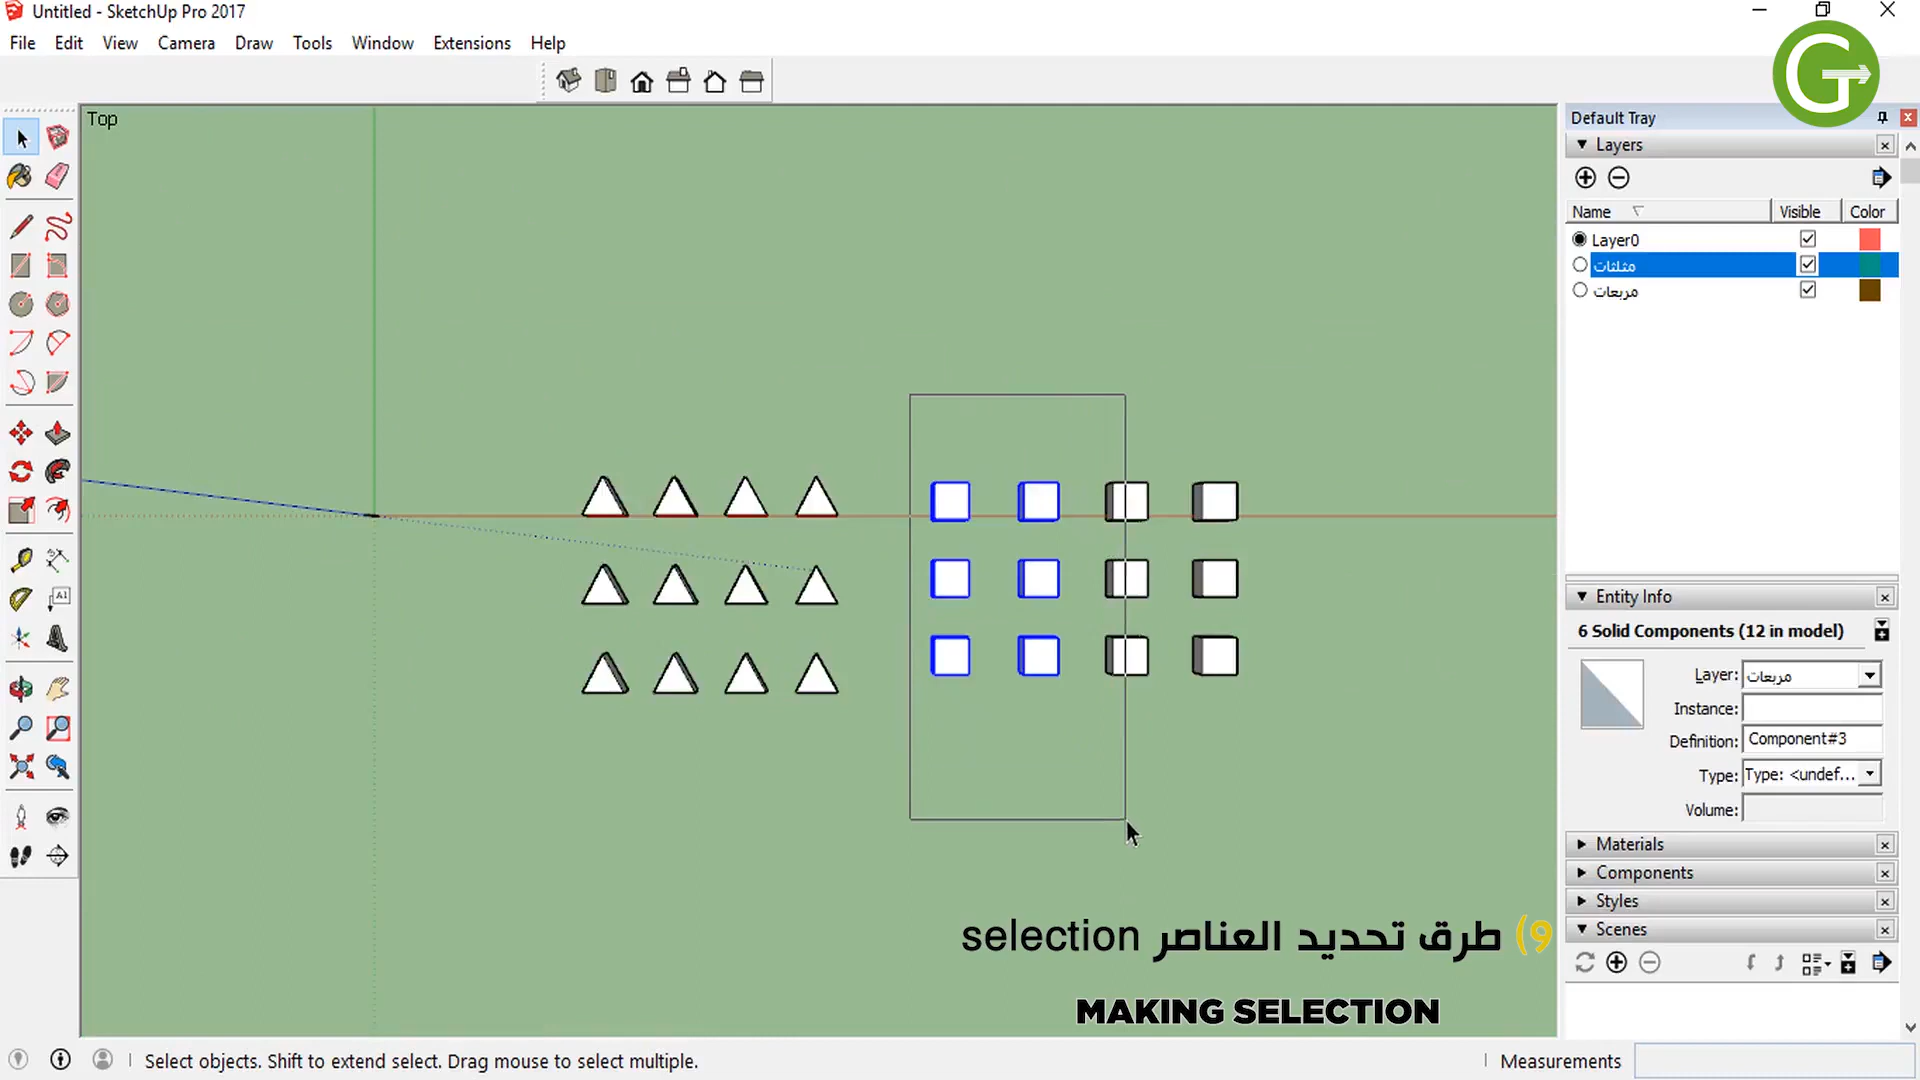 Untitled - SketchUp Pro 2017
File Edit View Camera Draw Tools Window Extensions Help
G
Top
Default Tray
Layers
Name Visible Color
Layer0
مثلثات
مربعات
Entity Info
6 Solid Components (12 in model)
Layer: مربعات
Instance:
Definition: Component#3
Type: Type: <undef...
Volume:
Materials
Components
Styles
Scenes
9) طرق تحديد العناصر selection
MAKING SELECTION
Select objects. Shift to extend select. Drag mouse to select multiple.
Measurements